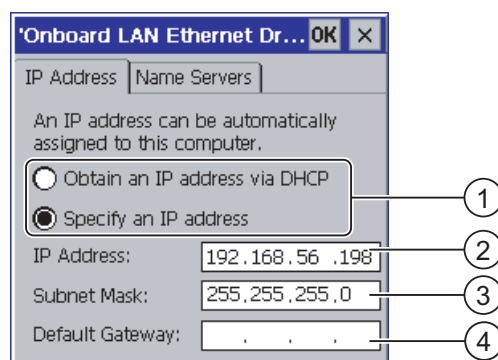 'Onboard LAN Ethernet Dr... OK ×
IP Address Name Servers
An IP address can be automatically
assigned to this computer.
Obtain an IP address via DHCP
Specify an IP address
1
IP Address: 192.168.56 .198
2
Subnet Mask: 255.255.255.0
3
Default Gateway: . . .
4